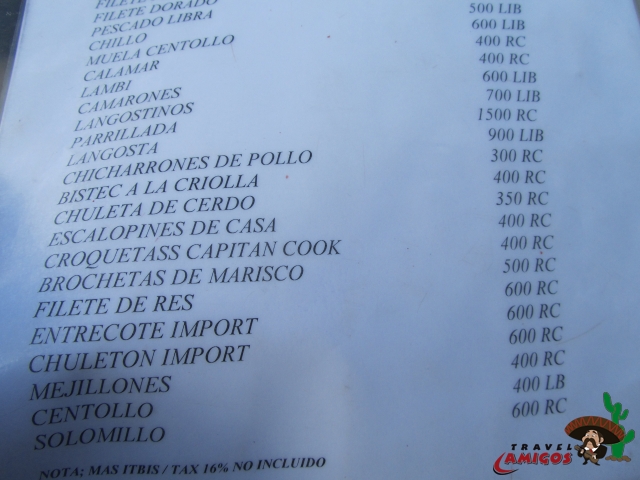 FILETE
FILETE DORADO
PESCADO LIBRA
CHILLO 500 LIB
MUELA CENTOLLO 600 LIB
CALAMAR 400 RC
LAMBI 400 RC
CAMARONES 600 LIB
LANGOSTINOS 700 LIB
PARRILLADA 1500 RC
LANGOSTA 900 LIB
CHICHARRONES DE POLLO 300 RC
BISTEC A LA CRIOLLA 400 RC
CHULETA DE CERDO 350 RC
ESCALOPINES DE CASA 400 RC
CROQUETASS CAPITAN COOK 400 RC
BROCHETAS DE MARISCO 500 RC
FILETE DE RES 600 RC
ENTRECOTE IMPORT 600 RC
CHULETON IMPORT 600 RC
MEJILLONES 400 RC
CENTOLLO 400 LB
SOLOMILLO 600 RC
NOTA; MAS ITBIS / TAX 16% NO INCLUIDO
TRAVEL
AMIGOS